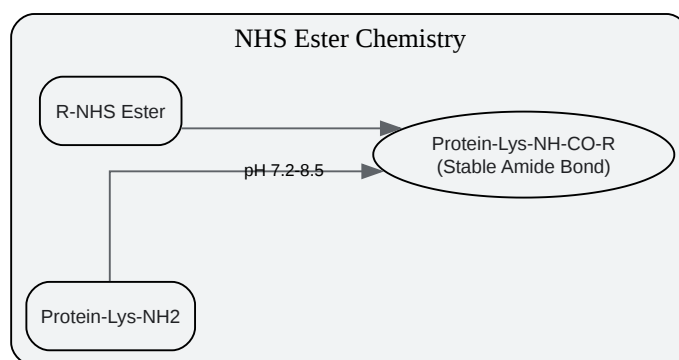 NHS Ester Chemistry
R-NHS Ester
Protein-Lys-NH-CO-R
(Stable Amide Bond)
pH 7.2-8.5
Protein-Lys-NH2